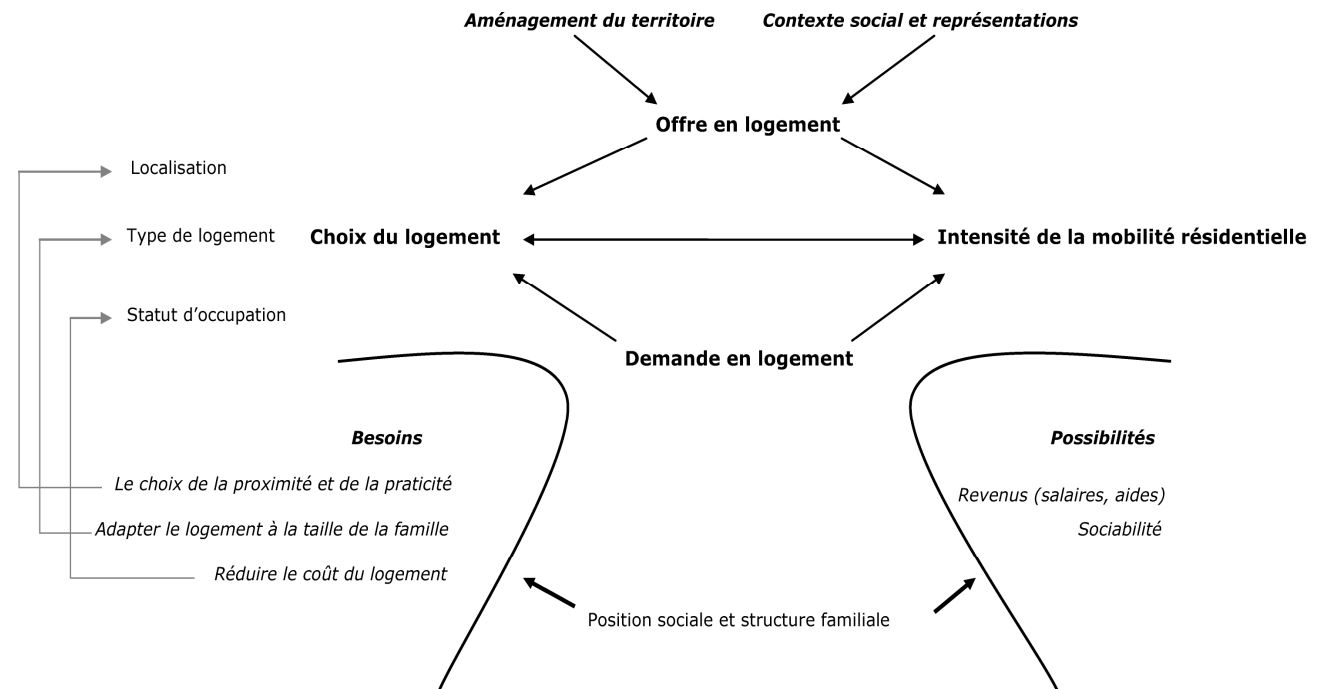 Aménagement du territoire
Contexte social et représentations
Offre en logement
Localisation
Type de logement
Choix du logement
Intensité de la mobilité résidentielle
Statut d’occupation
Demande en logement
Besoins
Possibilités
Le choix de la proximité et de la praticité
Revenus (salaires, aides)
Adapter le logement à la taille de la famille
Sociabilité
Réduire le coût du logement
Position sociale et structure familiale